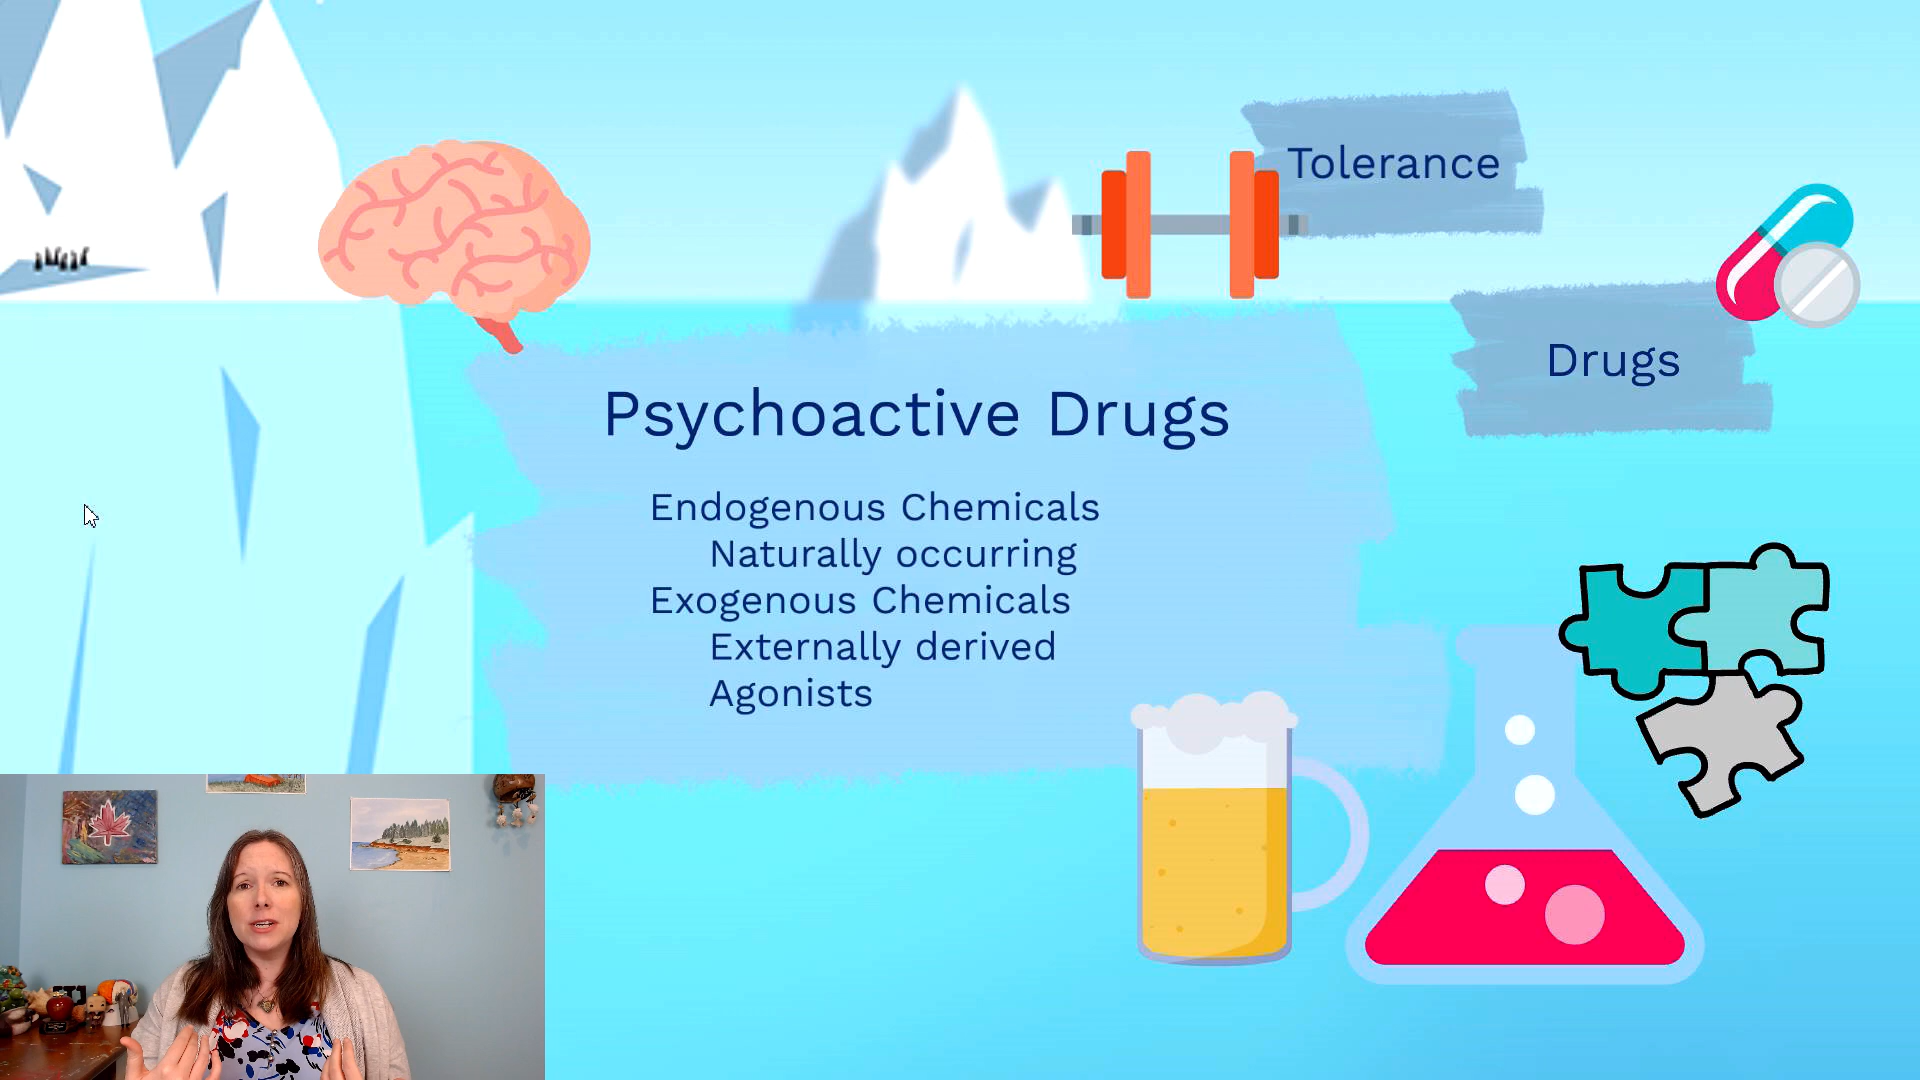 Tolerance
Drugs
Psychoactive Drugs
Endogenous Chemicals
Naturally occurring
Exogenous Chemicals
Externally derived
Agonists